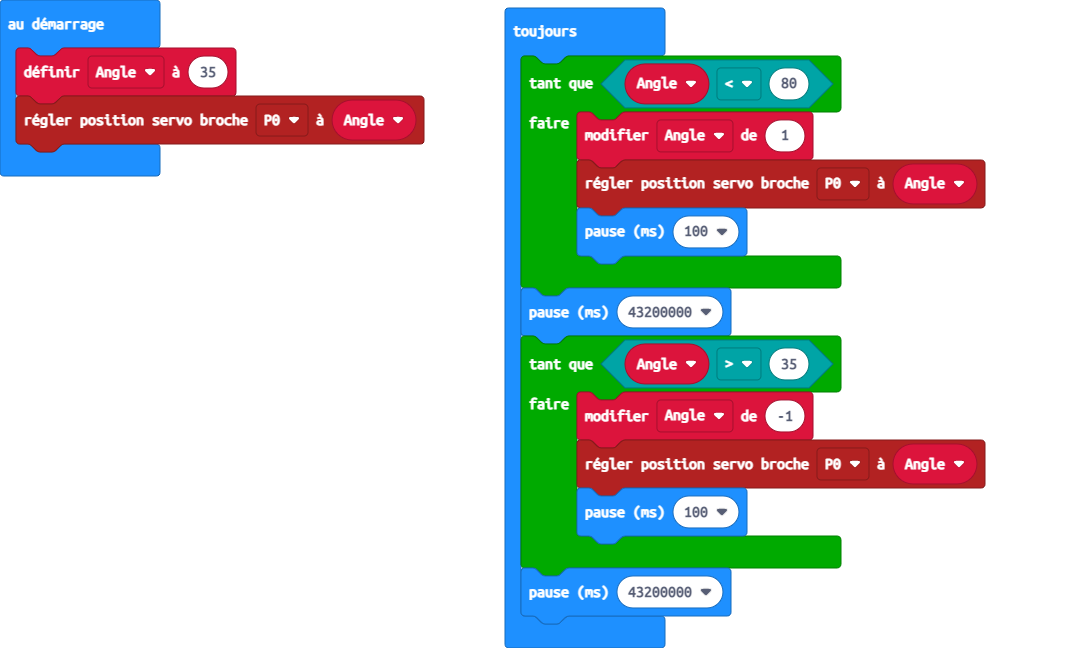 au démarrage
définir Angle à 35
régler position servo broche P0 à Angle
toujours
tant que Angle < 80
faire
modifier Angle de 1
régler position servo broche P0 à Angle
pause (ms) 100
pause (ms) 43200000
tant que Angle > 35
faire
modifier Angle de -1
régler position servo broche P0 à Angle
pause (ms) 100
pause (ms) 43200000